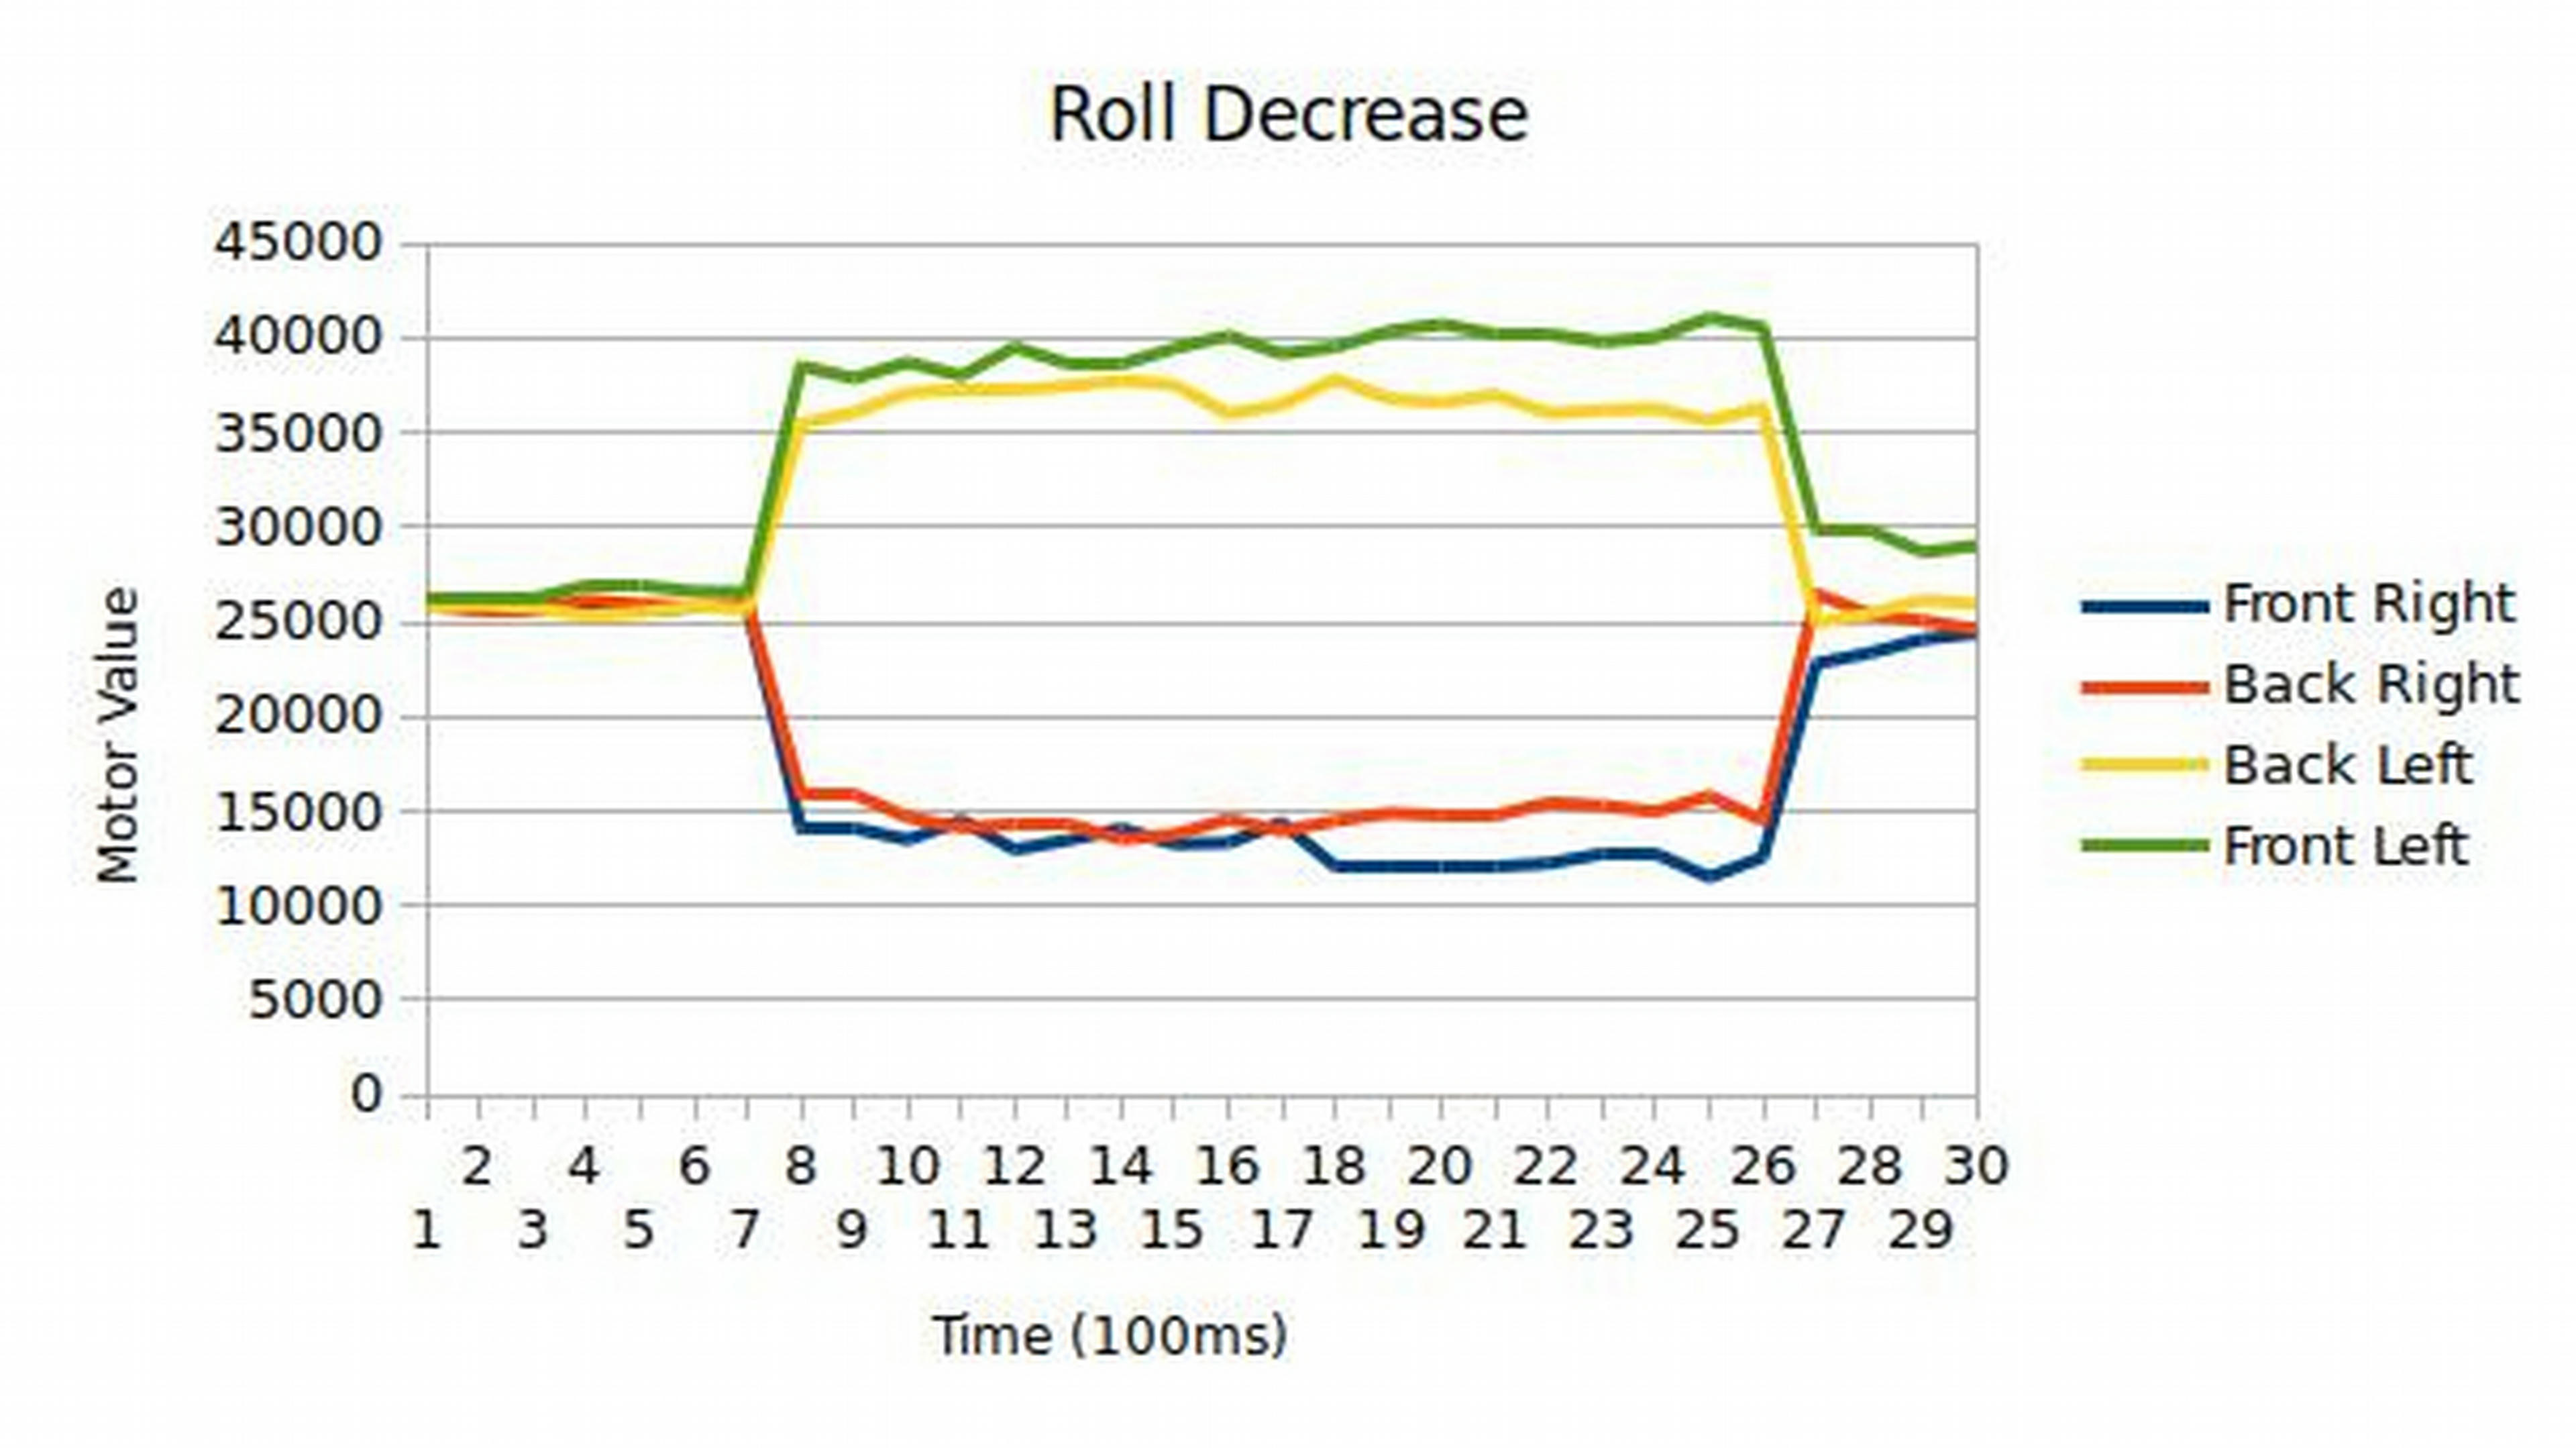 Roll Decrease
45000
40000
35000
30000
25000
20000
15000
10000
5000
0
Motor Value
2 4 6 8 10 12 14 16 18 20 22 24 26 28 30
1 3 5 7 9 11 13 15 17 19 21 23 25 27 29
Time (100ms)
Front Right
Back Right
Back Left
Front Left